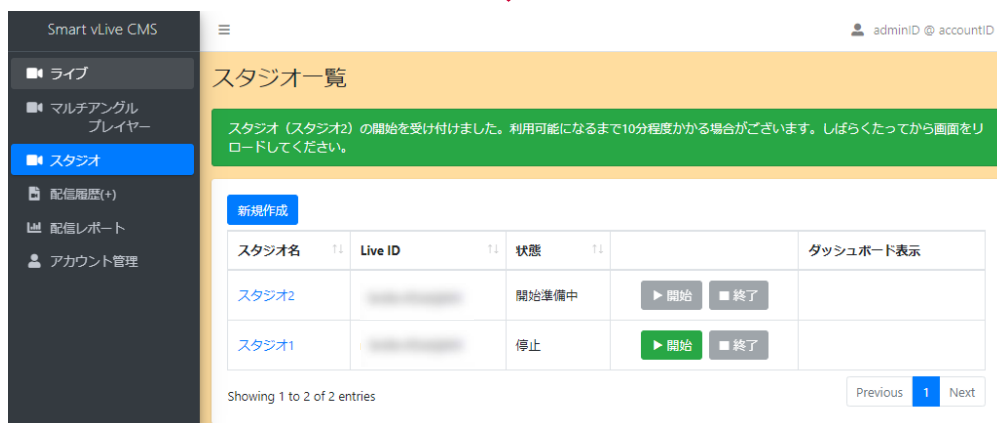 Smart vLive CMS
adminID @ accountID
ライブ
マルチアングル
プレイヤー
スタジオ
配信履歴(+)
配信レポート
アカウント管理
スタジオ一覧
スタジオ（スタジオ2）の開始を受け付けました。利用可能になるまで10分程度かかる場合がございます。しばらくたってから画面をリ
ロードしてください。
新規作成
スタジオ名 Live ID 状態 ダッシュボード表示
スタジオ2 開始準備中 開始 終了
スタジオ1 停止 開始 終了
Showing 1 to 2 of 2 entries
Previous 1 Next